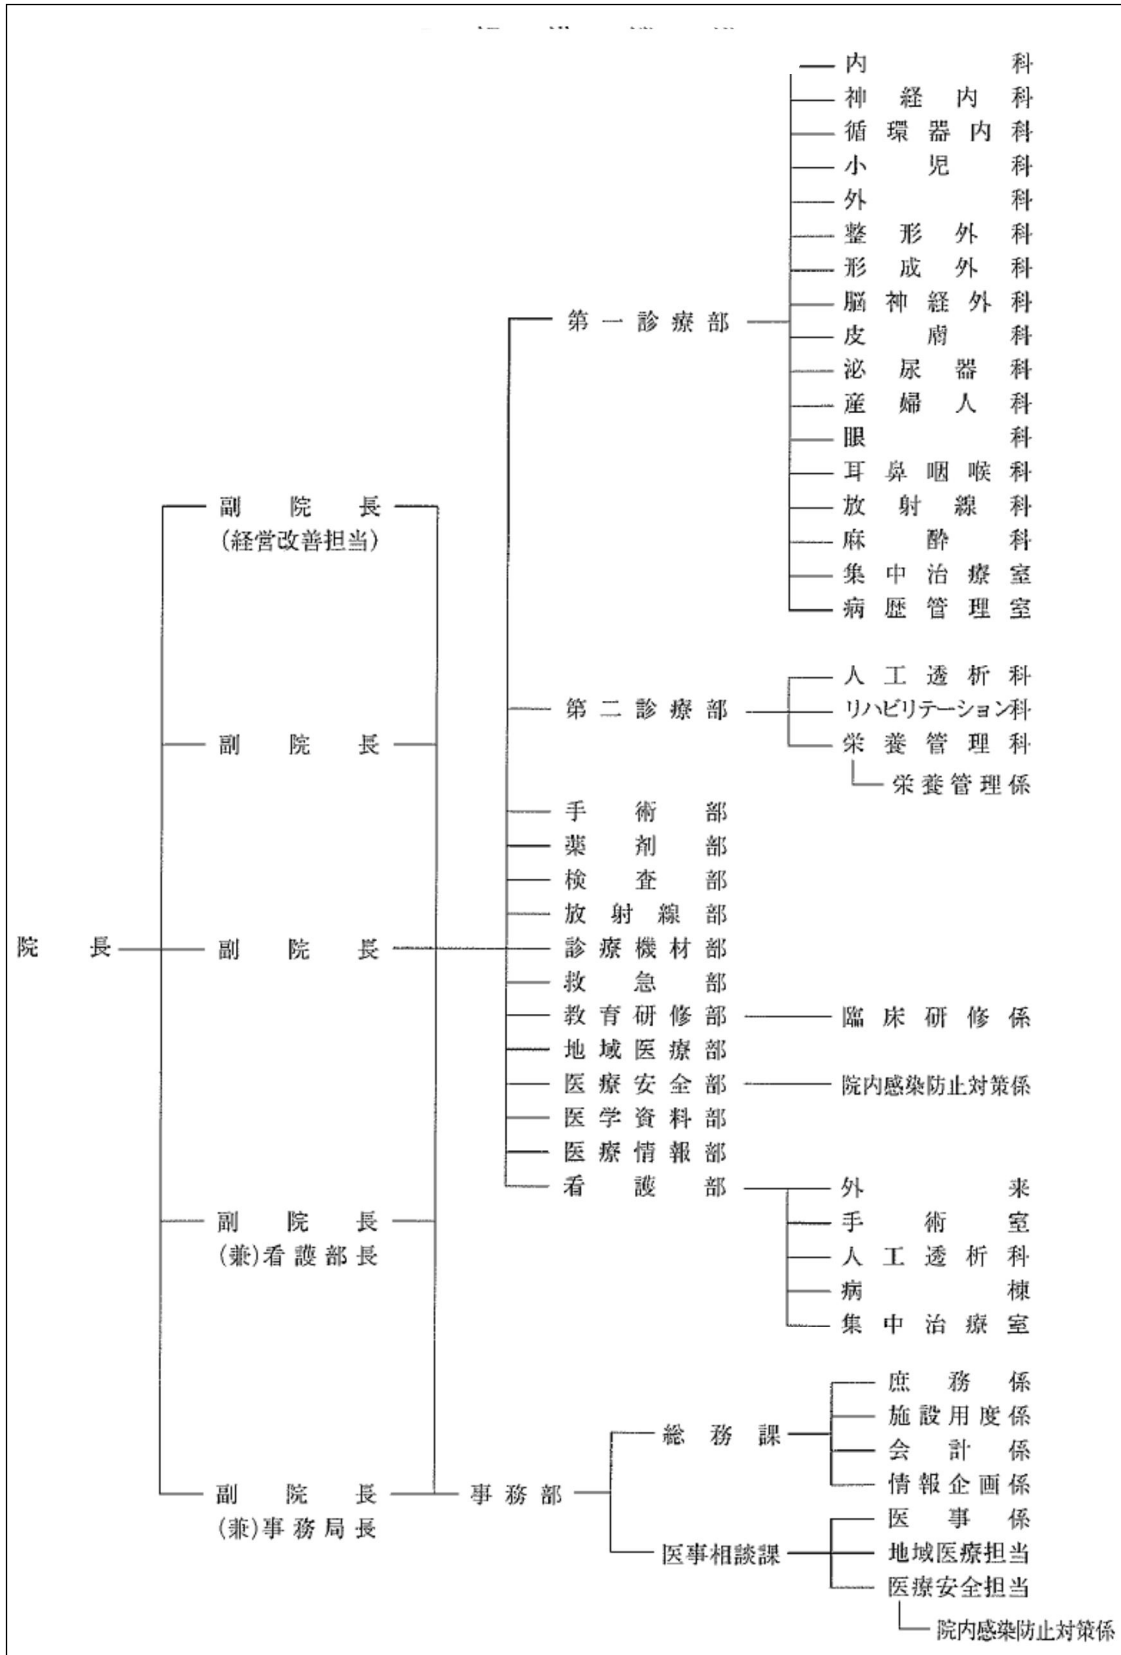 内科
神経内科
循環器内科
小児科
外科
整形外科
形成外科
脳神経外科
第一診療部
皮膚科
泌尿器科
産婦人科
眼科
耳鼻咽喉科
放射線科
麻酔科
集中治療室
病歴管理室
副院長
(経営改善担当)
人工透析科
第二診療部
リハビリテーション科
栄養管理科
栄養管理係
副院長
手術部
薬剤部
検査部
放射線部
院長
副院長
診療機材部
救急部
教育研修部
臨床研修係
地域医療部
医療安全部
院内感染防止対策係
医学資料部
医療情報部
看護部
外来
手術室
人工透析科
病棟
集中治療室
副院長
(兼)看護部長
庶務係
施設用度係
総務課
会計係
情報企画係
副院長
(兼)事務局長
事務部
医事係
医事相談課
地域医療担当
医療安全担当
院内感染防止対策係